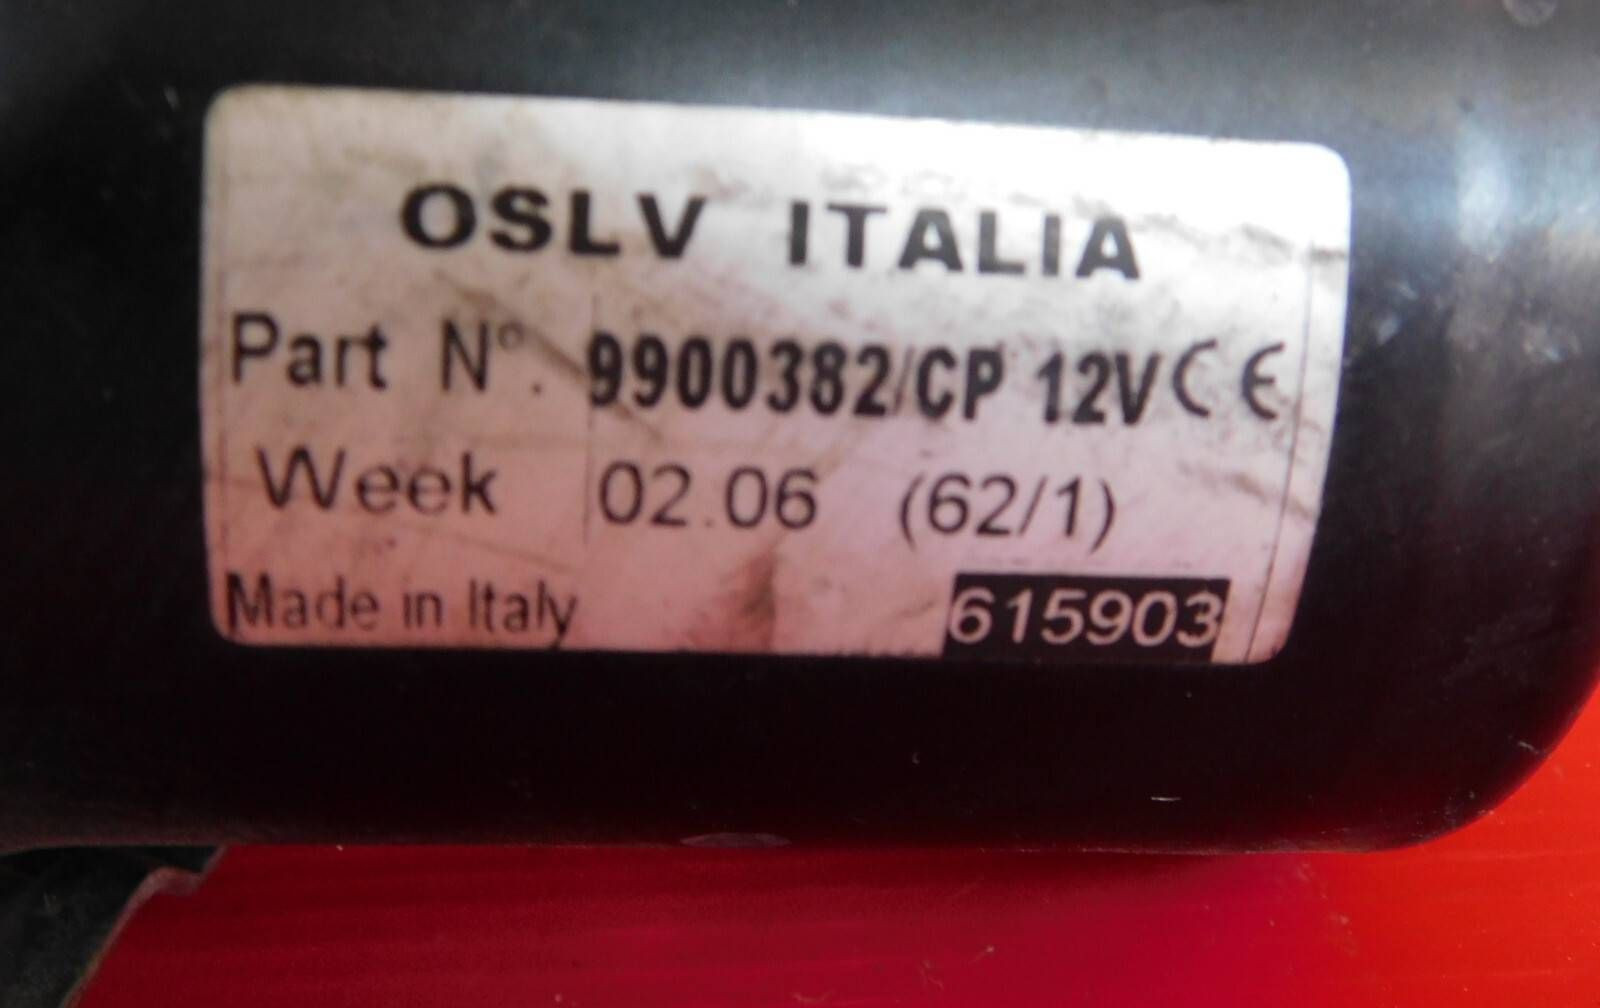 OSLV ITALIA
Part N°. 9900382/CP 12V CE
Week 02.06 (62/1)
Made in Italy 615903